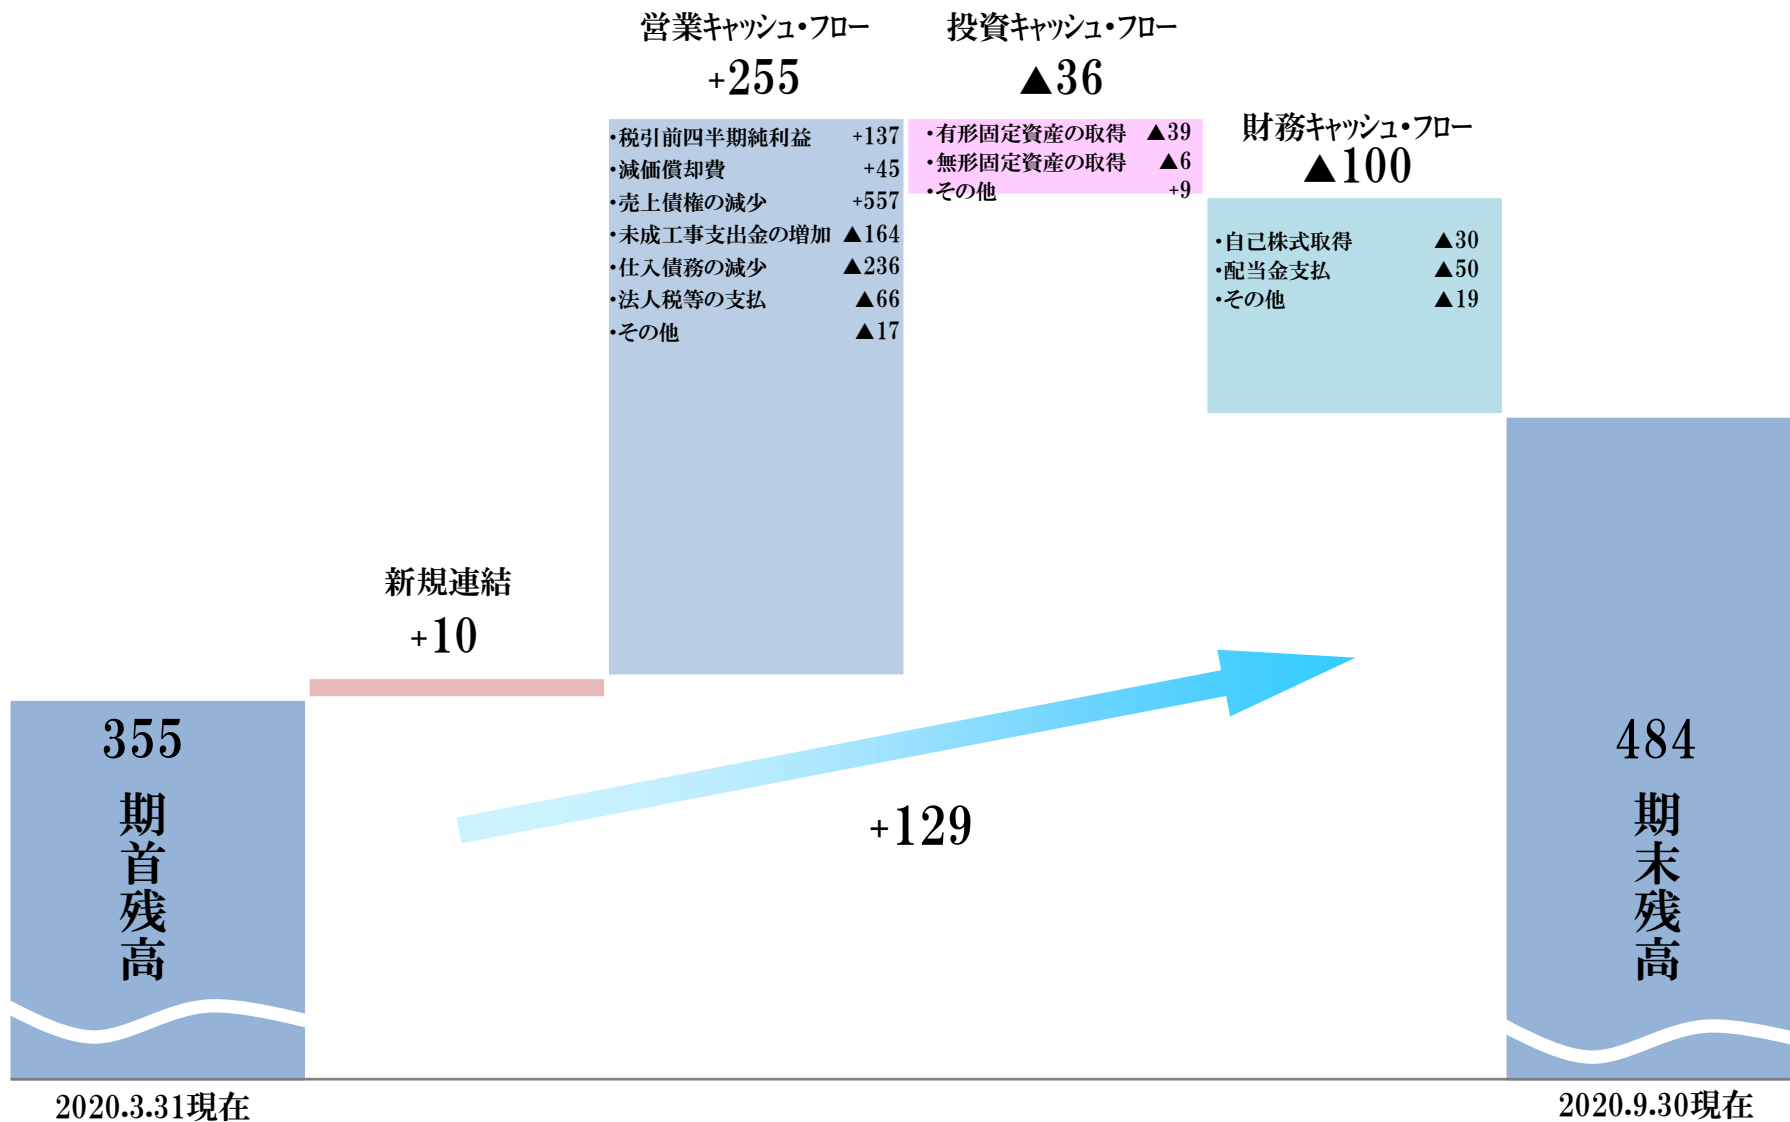 営業キャッシュ・フロー
+255
・税引前四半期純利益 +137
・減価償却費 +45
・売上債権の減少 +557
・未成工事支出金の増加 ▲164
・仕入債務の減少 ▲236
・法人税等の支払 ▲66
・その他 ▲17
投資キャッシュ・フロー
▲36
・有形固定資産の取得 ▲39
・無形固定資産の取得 ▲6
・その他 +9
財務キャッシュ・フロー
▲100
・自己株式取得 ▲30
・配当金支払 ▲50
・その他 ▲19
新規連結
+10
355
期首残高
+129
484
期末残高
2020.3.31現在
2020.9.30現在